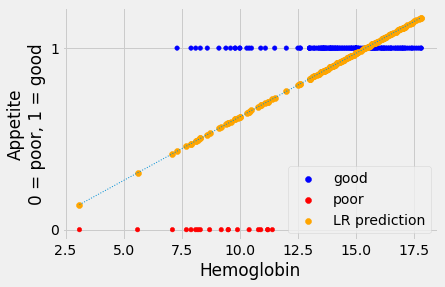 1
0
Appetite
0 = poor, 1 = good
good
poor
LR prediction
2.5 5.0 7.5 10.0 12.5 15.0 17.5
Hemoglobin